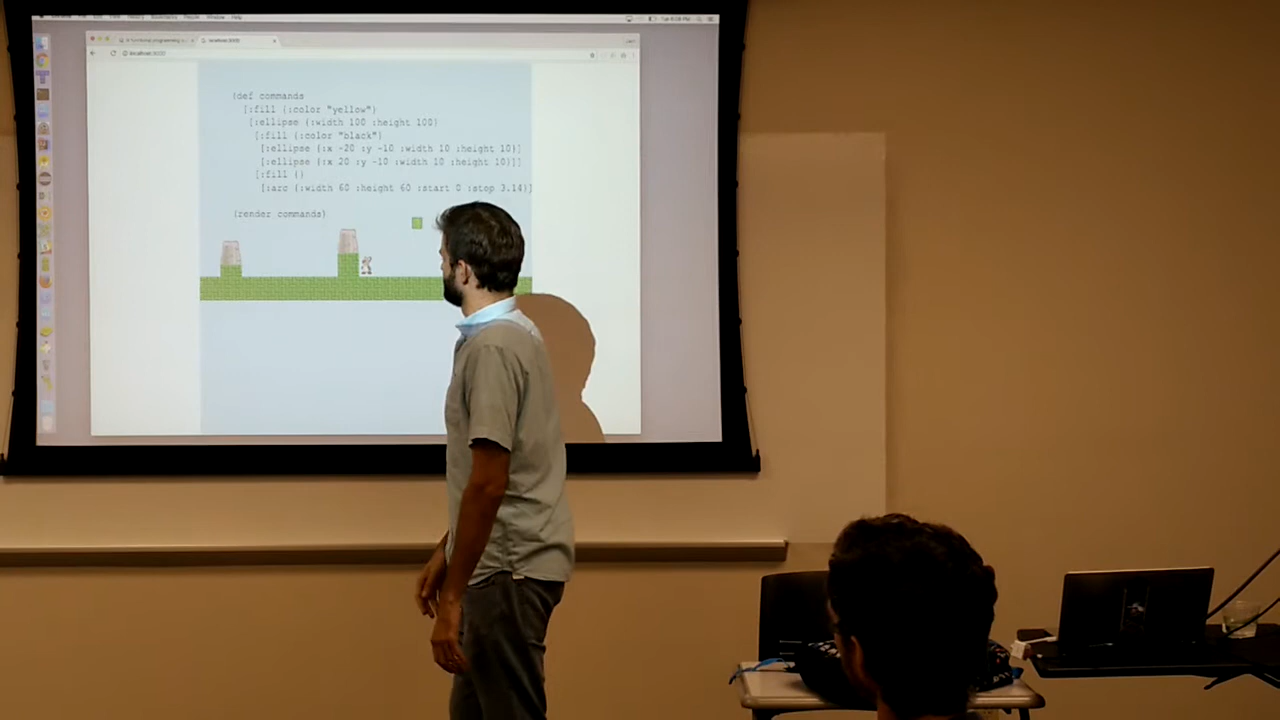 localhost:3000
(def commands
[:fill {:color "yellow"}
[:ellipse {:width 100 :height 100}
[:fill {:color "black"}
[:ellipse {:x -20 :y -10 :width 10 :height 10}]
[:ellipse {:x 20 :y -10 :width 10 :height 10}]]
[:fill {}
[:arc {:width 60 :height 60 :start 0 :stop 3.14}]
(render commands)